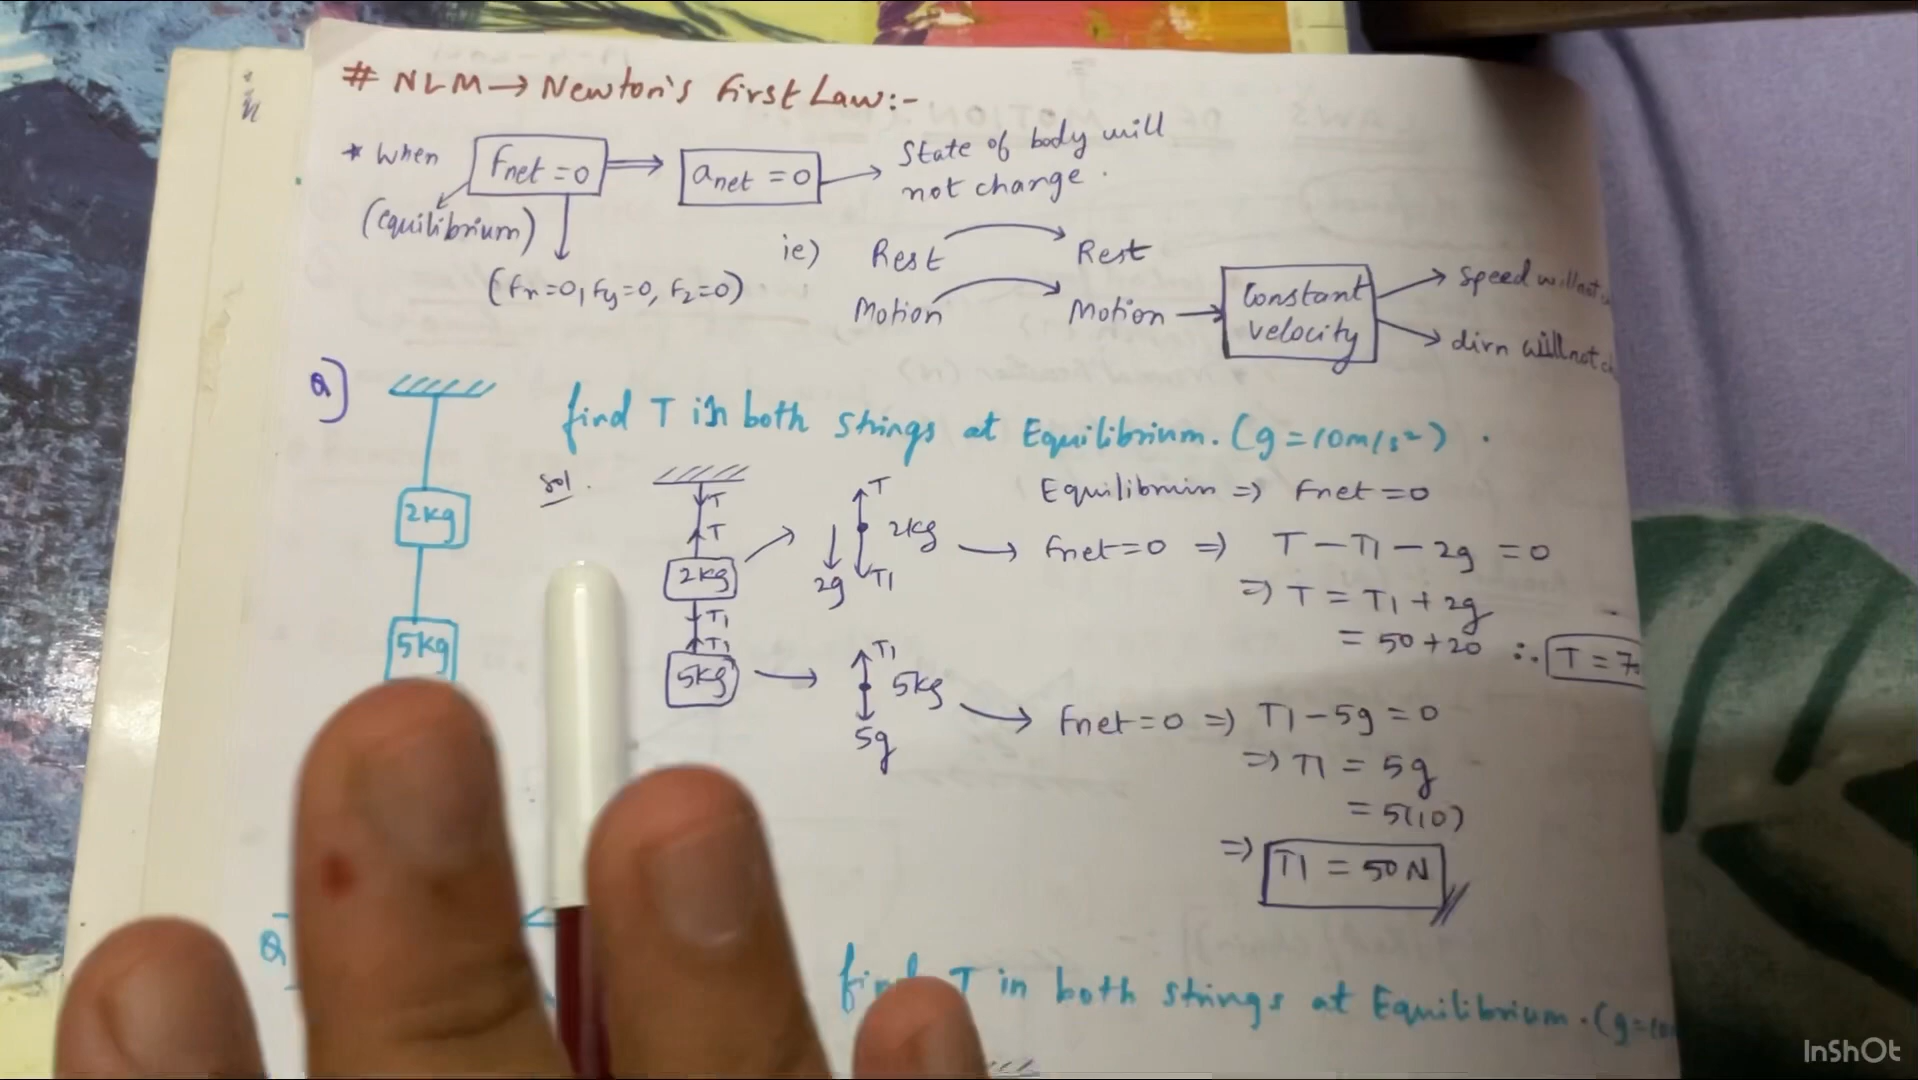 # NLM → Newton's First Law:-
* when Fnet = 0 ⇒ anet = 0 → State of body will not change.
(equilibrium)
(Fx=0, Fy=0, Fz=0)
ie) Rest → Rest
Motion → Motion → Constant velocity → Speed will not
→ dirn will not
Q]
2kg
5kg
find T in both strings at Equilibrium. (g = 10m/s²).
Sol.
T
T
2kg
T1
T1
5kg
T
2kg
2g
T1
T1
5kg
5g
Equilibrium ⇒ Fnet = 0
Fnet = 0 ⇒ T - T1 - 2g = 0
⇒ T = T1 + 2g
= 50 + 20 ∴ T = 70
Fnet = 0 ⇒ T1 - 5g = 0
⇒ T1 = 5g
= 5(10)
⇒ T1 = 50N
Q]
T in both strings at Equilibrium. (g=10
InShOt